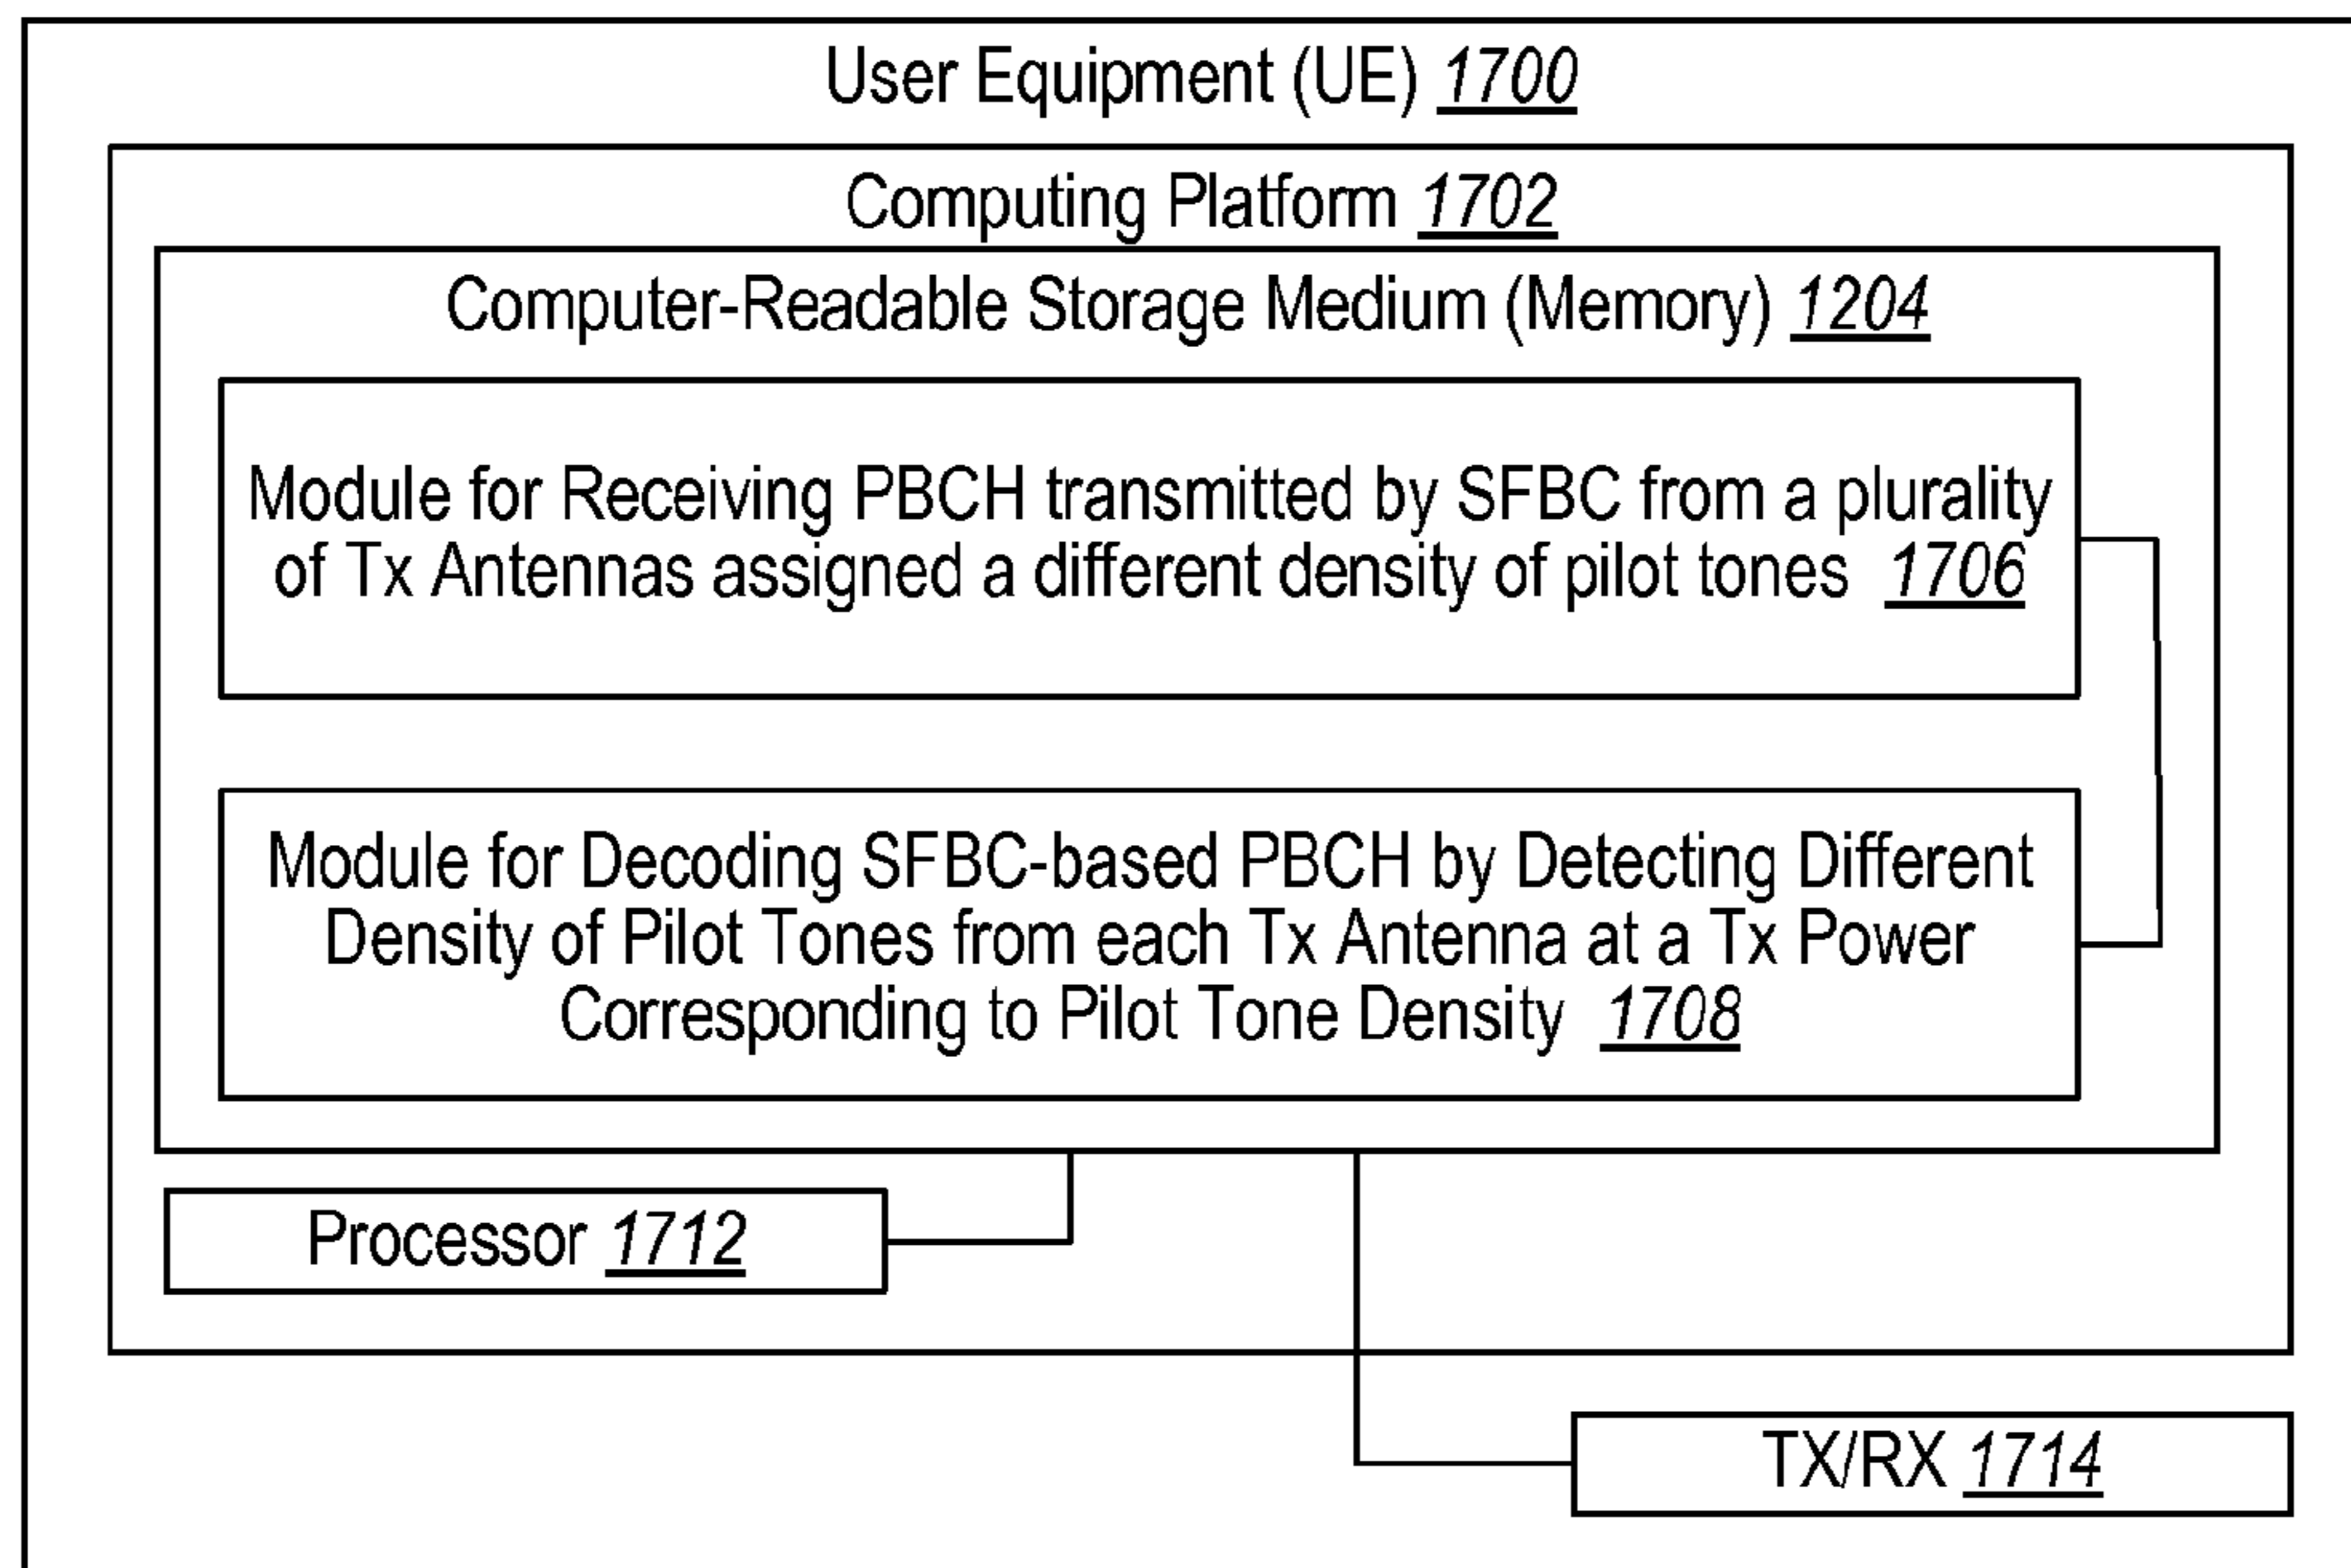 User Equipment (UE) 1700
Computing Platform 1702
Computer-Readable Storage Medium (Memory) 1204
Module for Receiving PBCH transmitted by SFBC from a plurality
of Tx Antennas assigned a different density of pilot tones 1706
Module for Decoding SFBC-based PBCH by Detecting Different
Density of Pilot Tones from each Tx Antenna at a Tx Power
Corresponding to Pilot Tone Density 1708
Processor 1712
TX/RX 1714